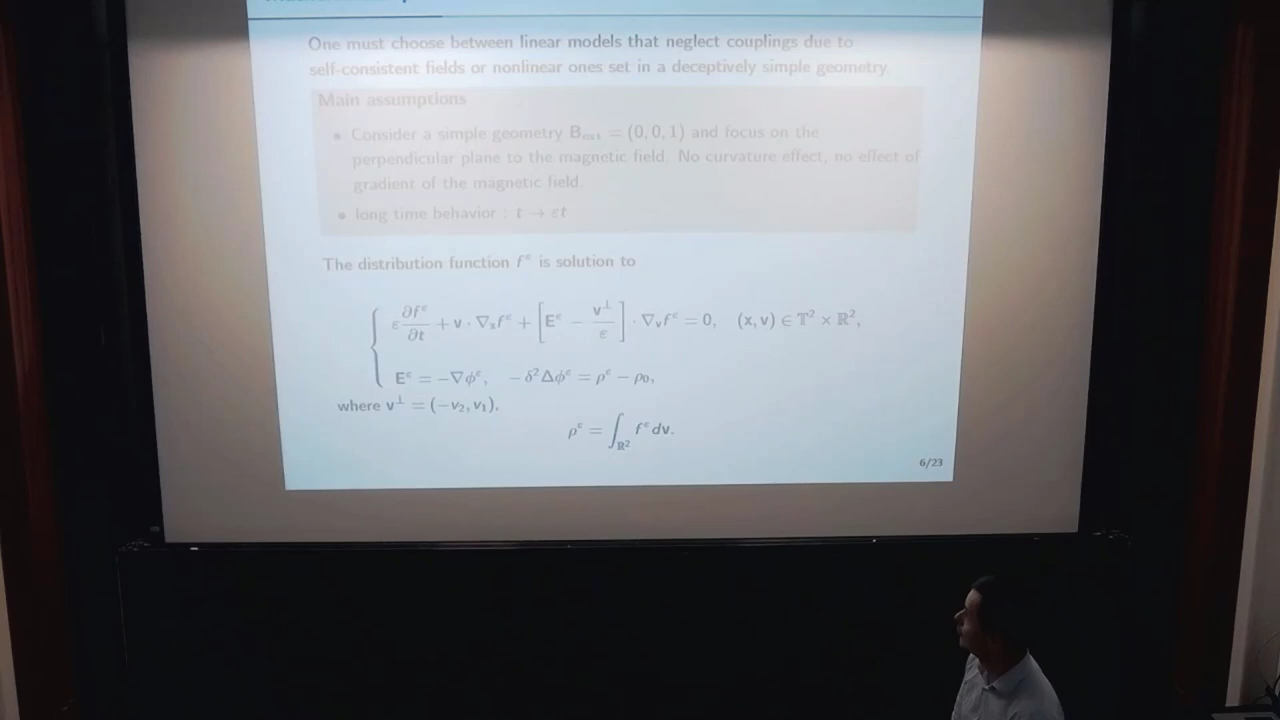 One must choose between linear models that neglect couplings due to
self-consistent fields or nonlinear ones set in a deceptively simple geometry.
Main assumptions
• Consider a simple geometry B_ext = (0, 0, 1) and focus on the
perpendicular plane to the magnetic field. No curvature effect, no effect of
gradient of the magnetic field.
• long time behavior : t → εt
The distribution function f^ε is solution to
ε ∂f^ε/∂t + v · ∇_x f^ε + [E^ε − v^⊥/ε] · ∇_v f^ε = 0, (x, v) ∈ 𝕋² × ℝ²,
E^ε = −∇ϕ^ε, −δ²Δϕ^ε = ρ^ε − ρ₀,
where v^⊥ = (−v₂, v₁),
ρ^ε = ∫_ℝ² f^ε dv.
6/23